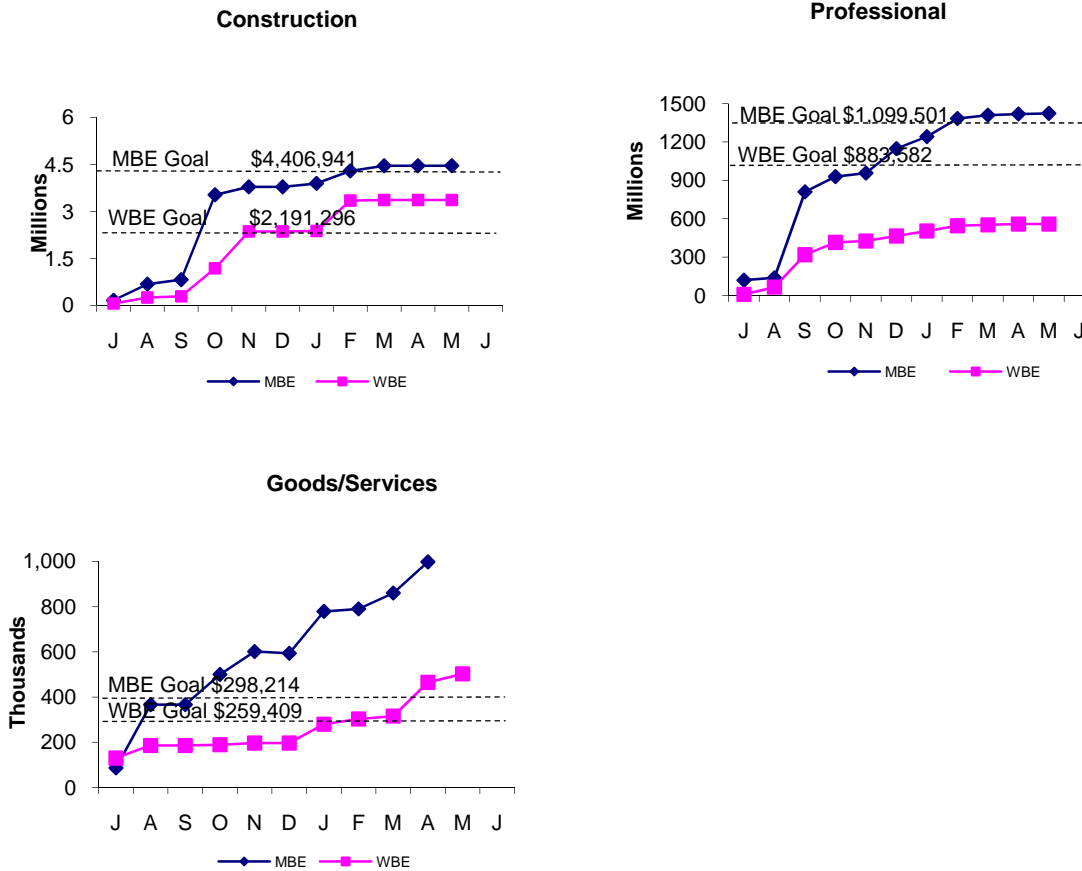 Construction
Millions
6
4.5
3
1.5
0
MBE Goal $4,406,941
WBE Goal $2,191,296
J A S O N D J F M A M J
MBE WBE
Professional
Millions
1500
1200
900
600
300
0
MBE Goal $1,099,501
WBE Goal $883,582
J A S O N D J F M A M J
MBE WBE
Goods/Services
Thousands
1,000
800
600
400
200
0
MBE Goal $298,214
WBE Goal $259,409
J A S O N D J F M A M J
MBE WBE